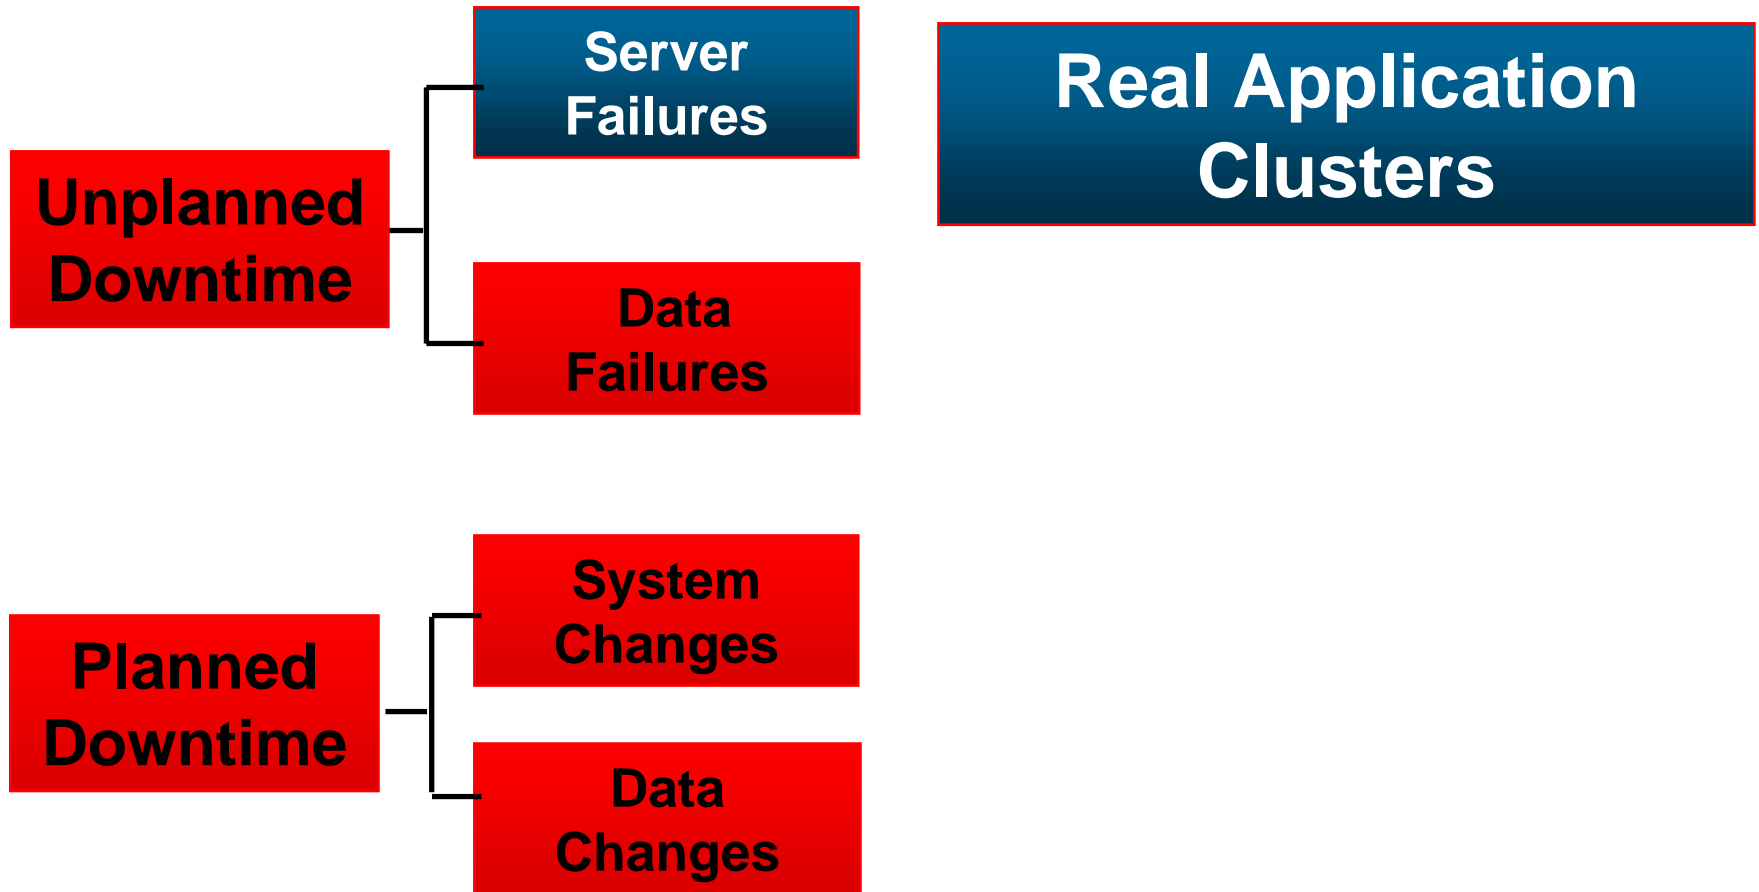 Server
Failures
Real Application
Clusters
Unplanned
Downtime
Data
Failures
System
Changes
Planned
Downtime
Data
Changes